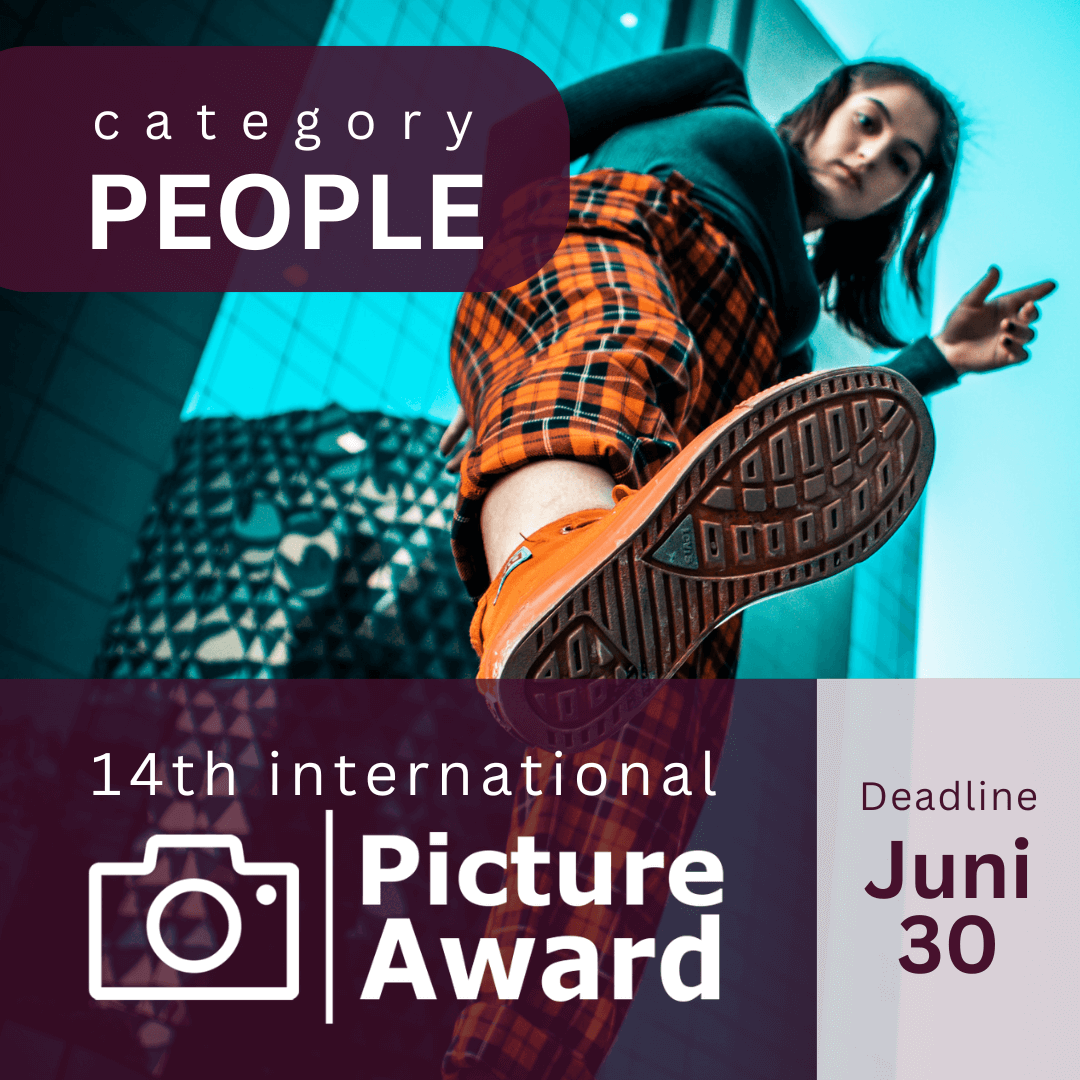 category
PEOPLE
14th international
Picture
Award
Deadline
Juni
30